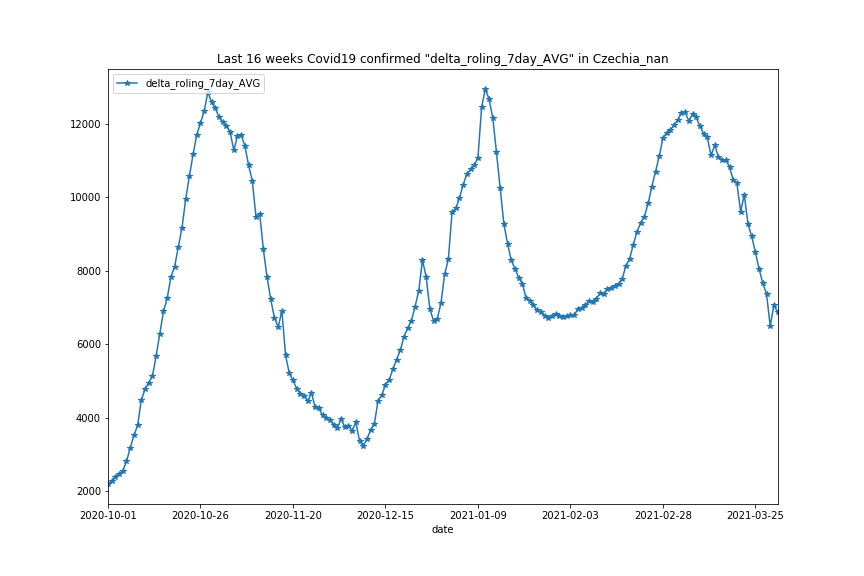 Last 16 weeks Covid19 confirmed "delta_roling_7day_AVG" in Czechia_nan
delta_roling_7day_AVG
12000
10000
8000
6000
4000
2000
2020-10-01 2020-10-26 2020-11-20 2020-12-15 2021-01-09 2021-02-03 2021-02-28 2021-03-25
date